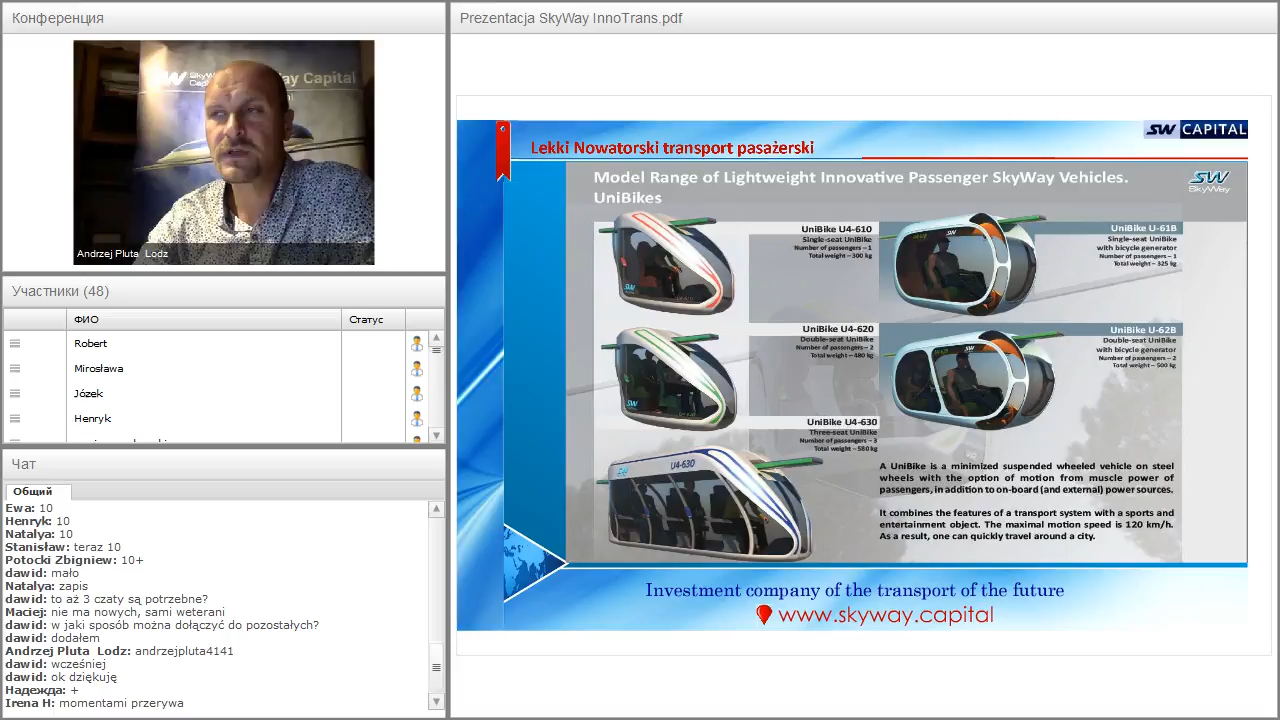 Конференция
SkyWay Capital
Andrzej Pluta Lodz
Участники (48)
ФИО
Статус
Robert
Mirosława
Józek
Henryk
Чат
Общий
Ewa: 10
Henryk: 10
Natalya: 10
Stanisław: teraz 10
Potocki Zbigniew: 10+
dawid: mało
Natalya: zapis
dawid: to aż 3 czaty są potrzebne?
Maciej: nie ma nowych, sami weterani
dawid: w jaki sposób można dołączyć do pozostałych?
dawid: dodałem
Andrzej Pluta Lodz: andrzejpluta4141
dawid: wcześniej
dawid: ok dziękuję
Надежда: +
Irena H: momentami przerywa
Prezentacja SkyWay InnoTrans.pdf
SW CAPITAL
Lekki Nowatorski transport pasażerski
Model Range of Lightweight Innovative Passenger SkyWay Vehicles.
UniBikes
SW
SkyWay
UniBike U4-610
Single-seat UniBike
Number of passengers – 1
Total weight – 300 kg
UniBike U-61B
Single-seat UniBike
with bicycle generator
Number of passengers – 1
Total weight – 325 kg
UniBike U4-620
Double-seat UniBike
Number of passengers – 2
Total weight – 480 kg
UniBike U-62B
Double-seat UniBike
with bicycle generator
Number of passengers – 2
Total weight – 500 kg
UniBike U4-630
Three-seat UniBike
Number of passengers – 3
Total weight – 580 kg
U4-630
A UniBike is a minimized suspended wheeled vehicle on steel
wheels with the option of motion from muscle power of
passengers, in addition to on-board (and external) power sources.
It combines the features of a transport system with a sports and
entertainment object. The maximal motion speed is 120 km/h.
As a result, one can quickly travel around a city.
Investment company of the transport of the future
www.skyway.capital